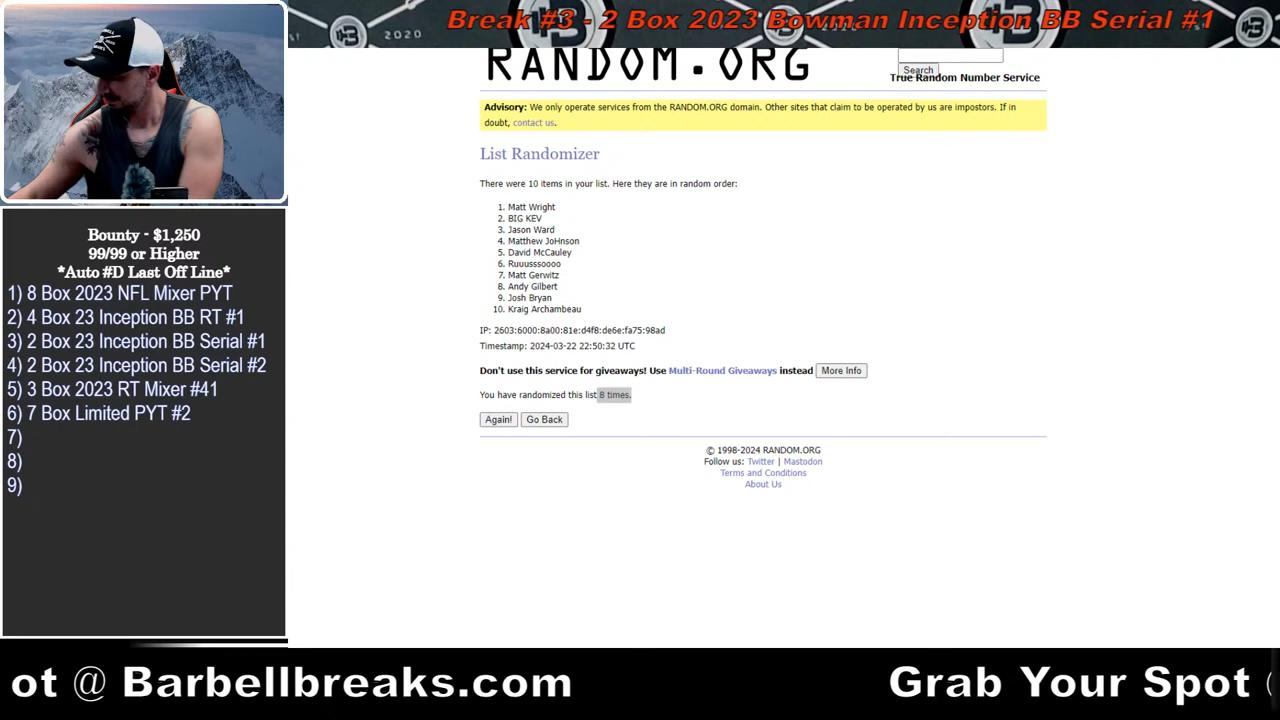 Break #3 - 2 Box 2023 Bowman Inception BB Serial #1
2020
RANDOM.ORG
Search
True Random Number Service
Advisory: We only operate services from the RANDOM.ORG domain. Other sites that claim to be operated by us are impostors. If in
doubt, contact us.
List Randomizer
There were 10 items in your list. Here they are in random order:
1. Matt Wright
2. BIG KEV
3. Jason Ward
4. Matthew JoHnson
5. David McCauley
6. Ruuusssoooo
7. Matt Gerwitz
8. Andy Gilbert
9. Josh Bryan
10. Kraig Archambeau
IP: 2603:6000:8a00:81e:d4f8:de6e:fa75:98ad
Timestamp: 2024-03-22 22:50:32 UTC
Don't use this service for giveaways! Use Multi-Round Giveaways instead More Info
You have randomized this list 8 times.
Again! Go Back
© 1998-2024 RANDOM.ORG
Follow us: Twitter | Mastodon
Terms and Conditions
About Us
Bounty - $1,250
99/99 or Higher
*Auto #D Last Off Line*
1) 8 Box 2023 NFL Mixer PYT
2) 4 Box 23 Inception BB RT #1
3) 2 Box 23 Inception BB Serial #1
4) 2 Box 23 Inception BB Serial #2
5) 3 Box 2023 RT Mixer #41
6) 7 Box Limited PYT #2
7)
8)
9)
ot @ Barbellbreaks.com Grab Your Spot @